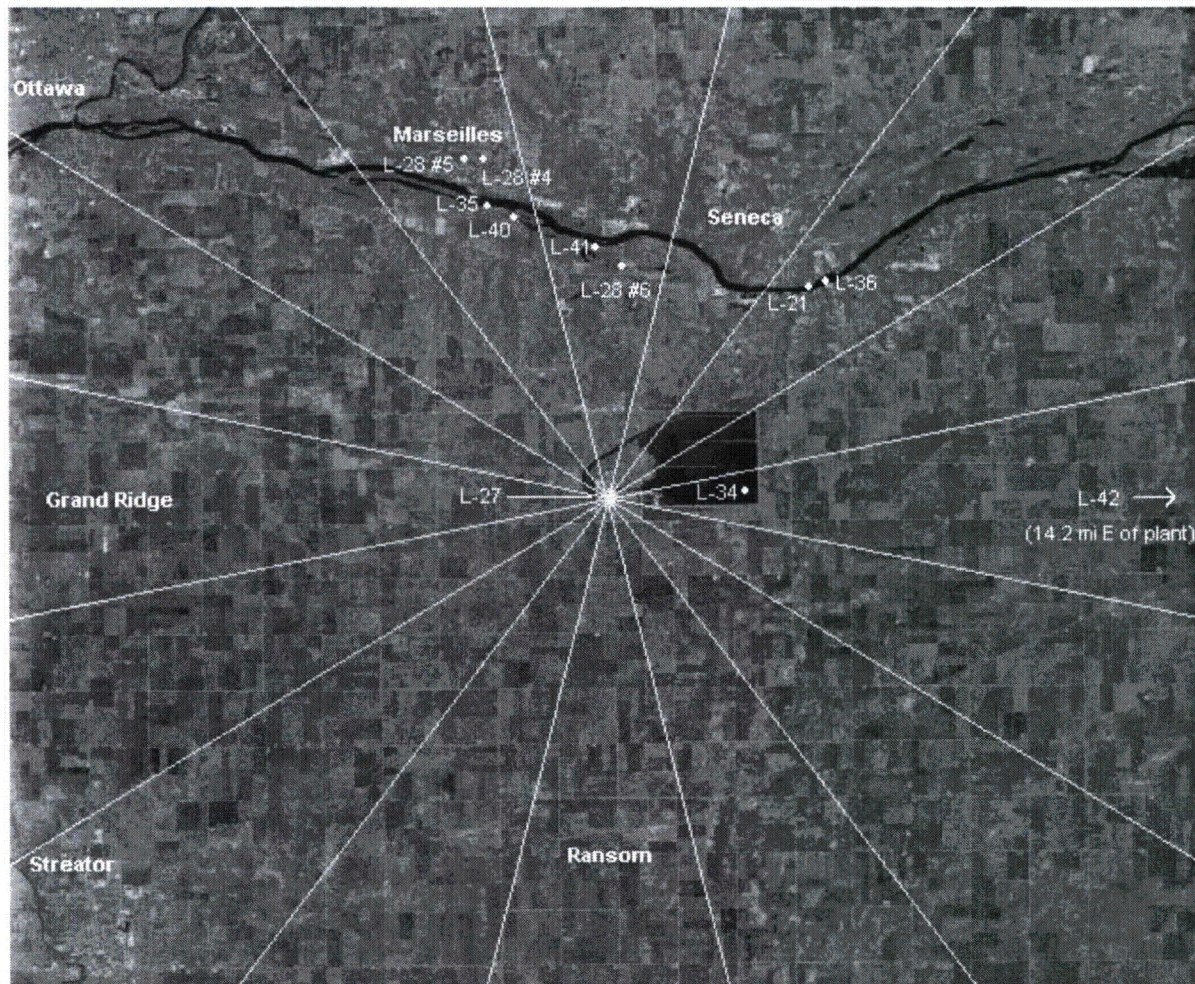 Ottawa
Marseilles
L-28 #5
L-28 #4
L-35
L-40
Seneca
L-41
L-28 #6
L-21
L-36
Grand Ridge
L-27
L-34
L-42
(14.2 mi E of plant)
Streator
Ransom